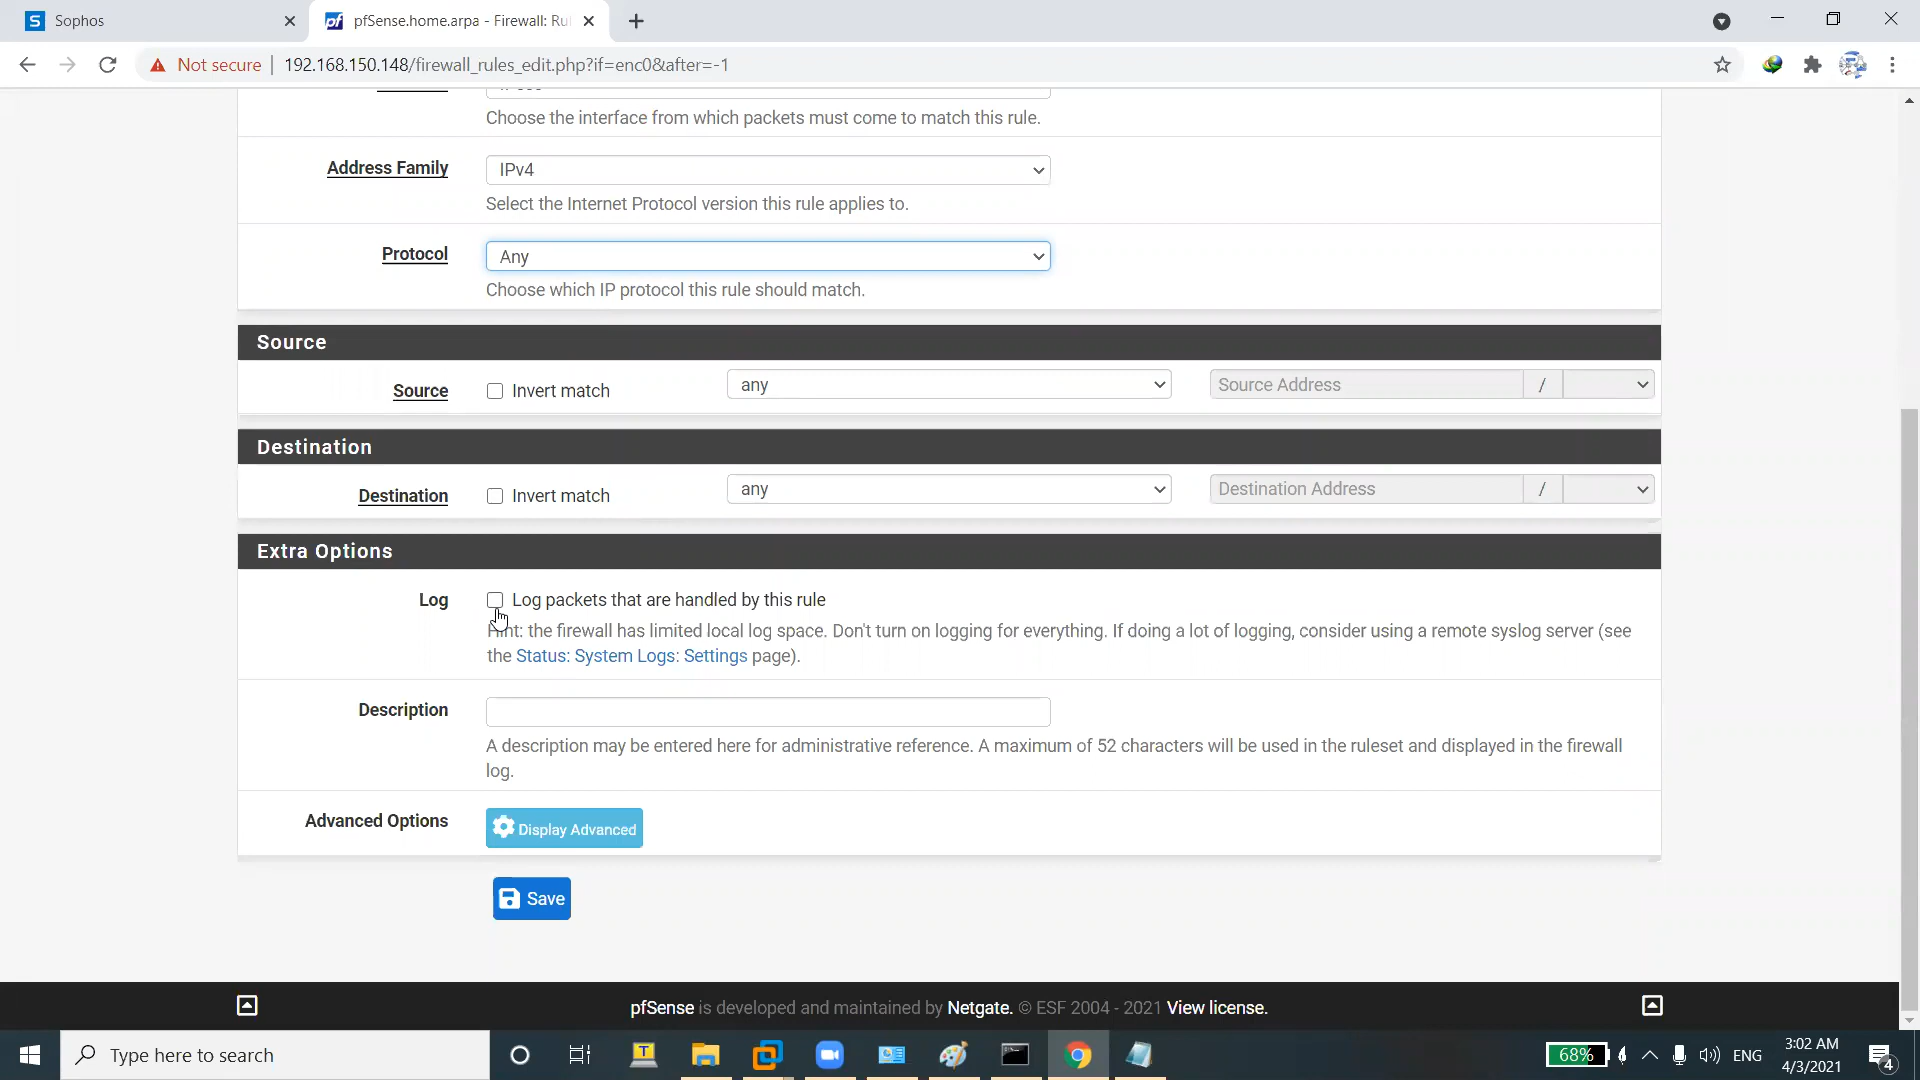 Sophos
pfSense.home.arpa - Firewall: Ru
Not secure
192.168.150.148/firewall_rules_edit.php?if=enc0&after=-1
Choose the interface from which packets must come to match this rule.
Address Family
IPv4
Select the Internet Protocol version this rule applies to.
Protocol
Any
Choose which IP protocol this rule should match.
Source
Source
Invert match
any
Source Address
/
Destination
Destination
Invert match
any
Destination Address
/
Extra Options
Log
Log packets that are handled by this rule
Hint: the firewall has limited local log space. Don't turn on logging for everything. If doing a lot of logging, consider using a remote syslog server (see
the Status: System Logs: Settings page).
Description
A description may be entered here for administrative reference. A maximum of 52 characters will be used in the ruleset and displayed in the firewall
log.
Advanced Options
Display Advanced
Save
pfSense is developed and maintained by Netgate. © ESF 2004 - 2021 View license.
Type here to search
68%
ENG
3:02 AM
4/3/2021
4